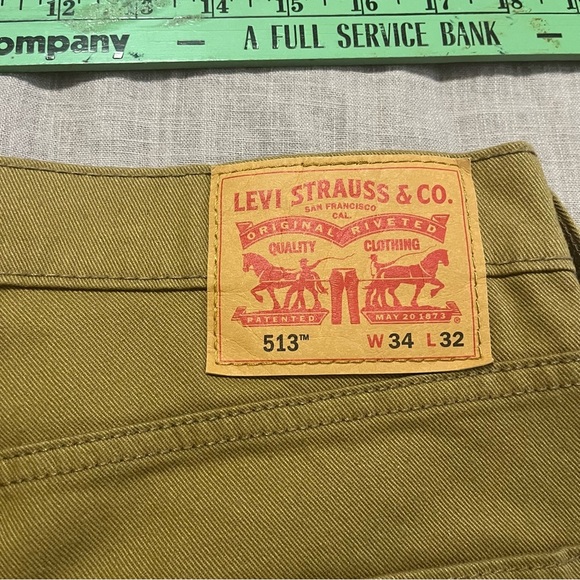 12 13 14 15 16 17 18
ompany — A FULL SERVICE BANK —
LEVI STRAUSS & CO.
SAN FRANCISCO
CAL.
ORIGINAL RIVETED
QUALITY CLOTHING
PATENTED MAY 20 1873 ®
513™ W 34 L 32